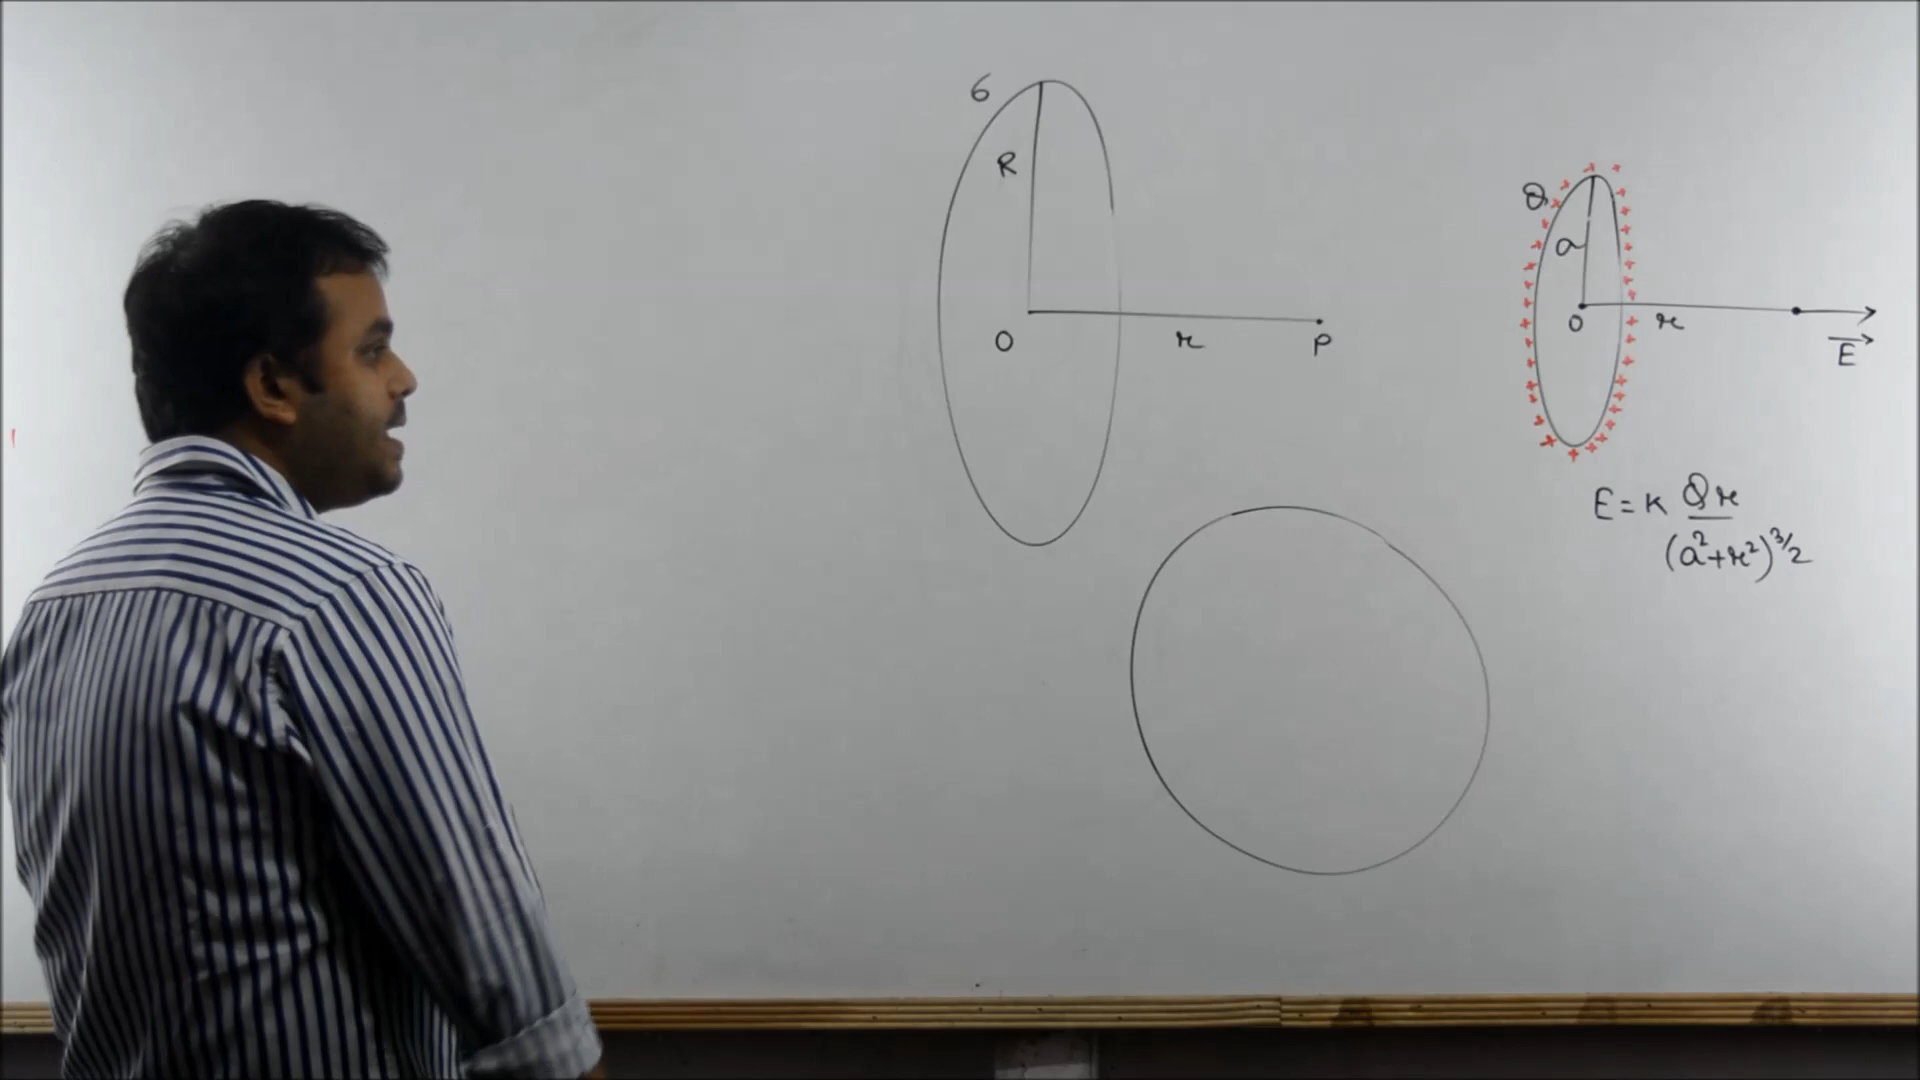 6
R
O r P
Q
a
O r
E
E = K Qr
(a²+r²)^3/2